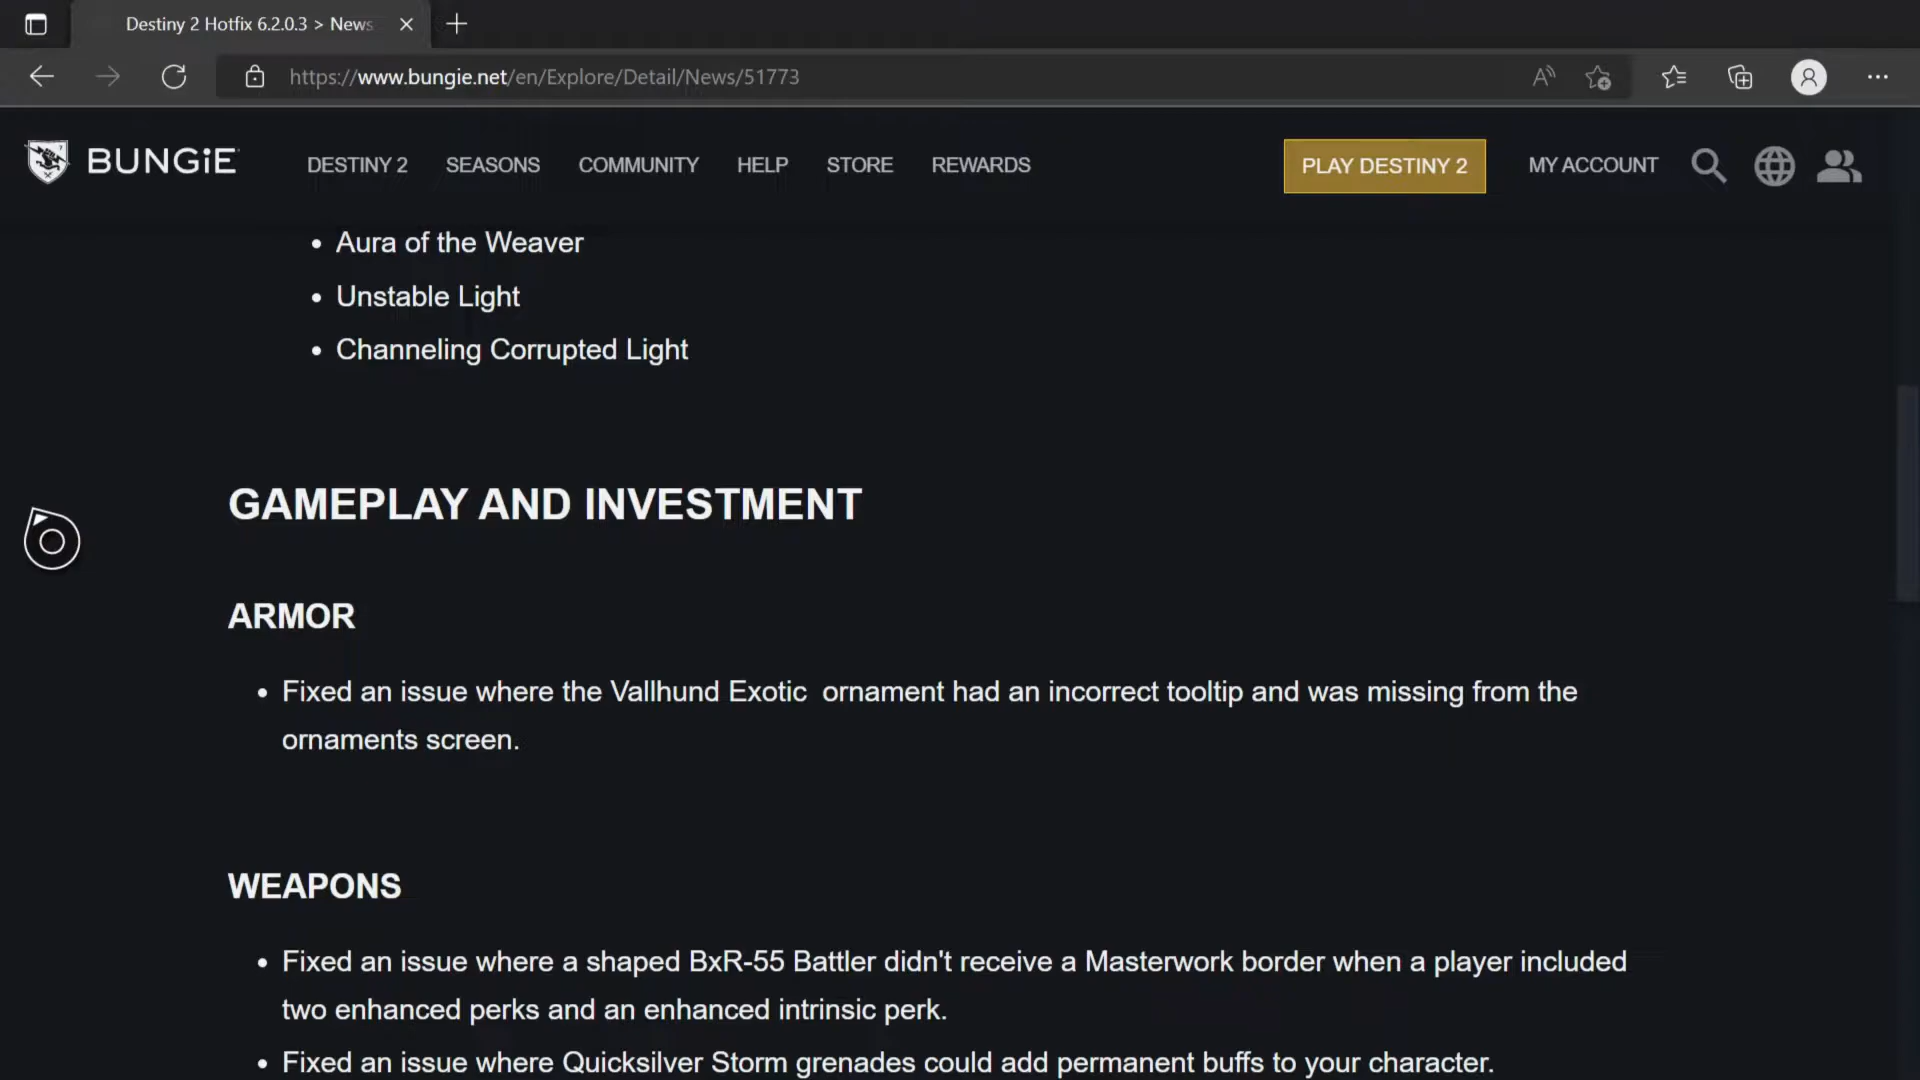 Destiny 2 Hotfix 6.2.0.3 > News
https://www.bungie.net/en/Explore/Detail/News/51773
BUNGiE
DESTINY 2 SEASONS COMMUNITY HELP STORE REWARDS PLAY DESTINY 2 MY ACCOUNT
• Aura of the Weaver
• Unstable Light
• Channeling Corrupted Light
GAMEPLAY AND INVESTMENT
ARMOR
• Fixed an issue where the Vallhund Exotic ornament had an incorrect tooltip and was missing from the
ornaments screen.
WEAPONS
• Fixed an issue where a shaped BxR-55 Battler didn't receive a Masterwork border when a player included
two enhanced perks and an enhanced intrinsic perk.
• Fixed an issue where Quicksilver Storm grenades could add permanent buffs to your character.